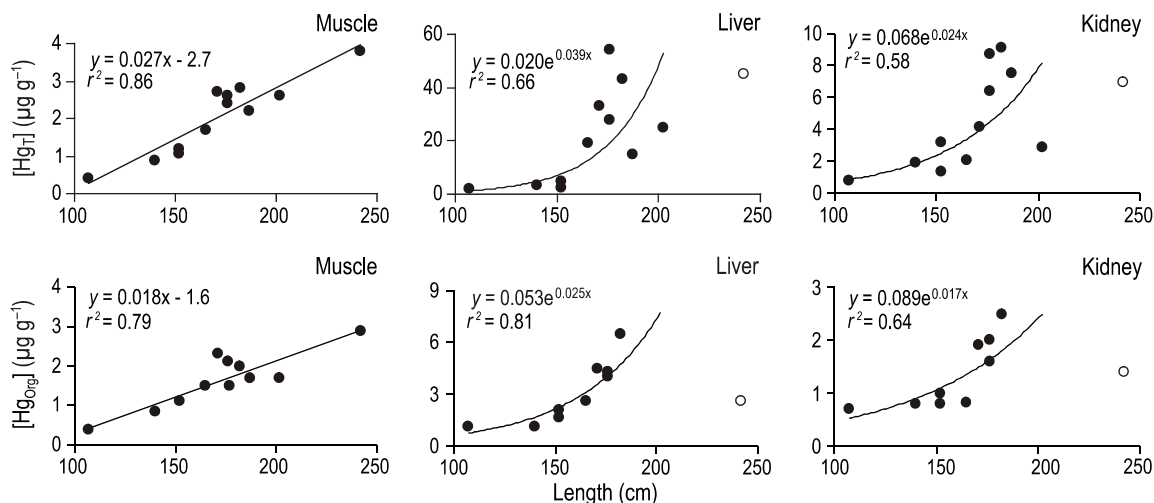 Muscle
y = 0.027x - 2.7
r² = 0.86
[Hg_T] (µg g⁻¹)
4
3
2
1
0
100 150 200 250
Liver
y = 0.020e^0.039x
r² = 0.66
60
40
20
0
100 150 200 250
Kidney
y = 0.068e^0.024x
r² = 0.58
10
8
6
4
2
0
100 150 200 250
Muscle
y = 0.018x - 1.6
r² = 0.79
[Hg_Org] (µg g⁻¹)
4
3
2
1
0
100 150 200 250
Liver
y = 0.053e^0.025x
r² = 0.81
9
6
3
0
100 150 200 250
Length (cm)
Kidney
y = 0.089e^0.017x
r² = 0.64
3
2
1
0
100 150 200 250